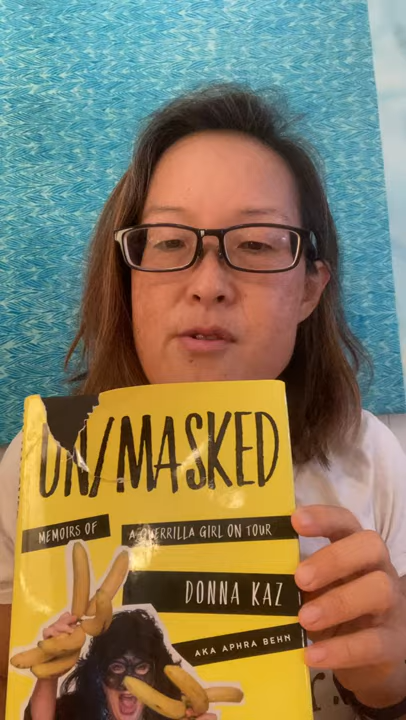 UN/MASKED
MEMOIRS OF A GUERRILLA GIRL ON TOUR
DONNA KAZ
AKA APHRA BEHN